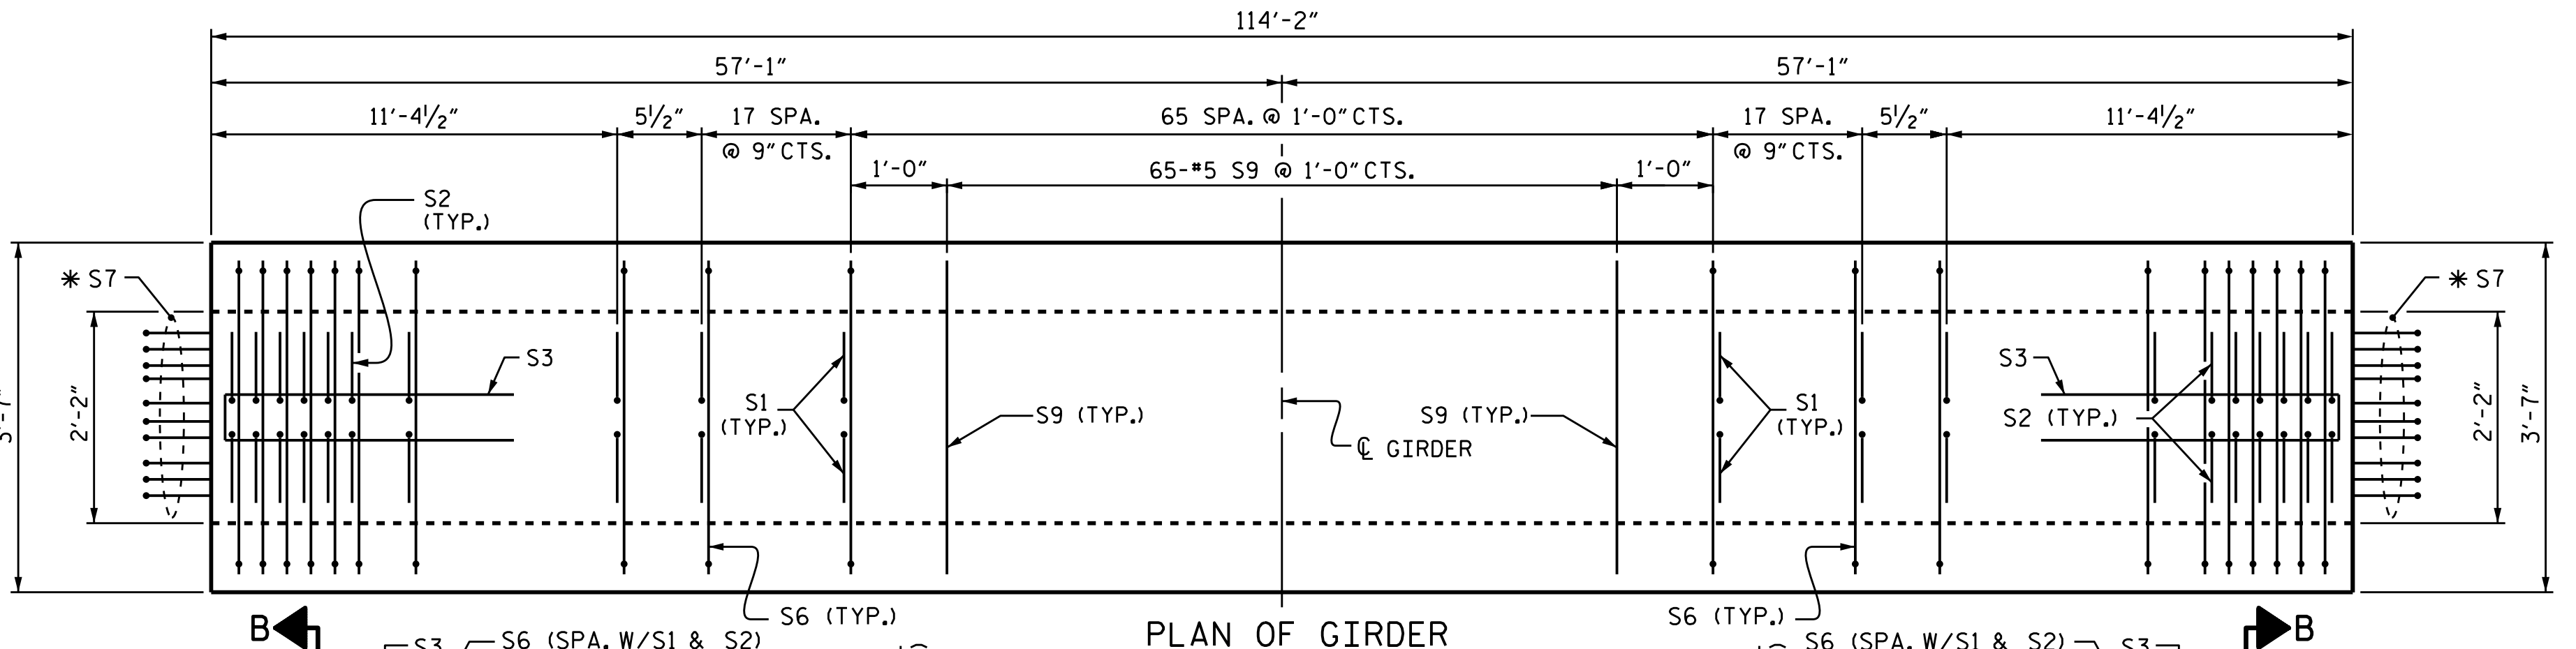 114'-2"
57'-1"
57'-1"
11'-4½"
5½"
17 SPA.
@ 9" CTS.
65 SPA. @ 1'-0" CTS.
17 SPA.
@ 9" CTS.
5½"
11'-4½"
1'-0"
65-#5 S9 @ 1'-0" CTS.
1'-0"
S2
(TYP.)
* S7
* S7
S3
S3
3'-7"
2'-2"
S1
(TYP.)
S9 (TYP.)
S9 (TYP.)
S1
(TYP.)
S2 (TYP.)
2'-2"
3'-7"
℄ GIRDER
S6 (TYP.)
S6 (TYP.)
B
PLAN OF GIRDER
B
S3
S6 (SPA. W/S1 & S2)
S6 (SPA. W/S1 & S2)
S3